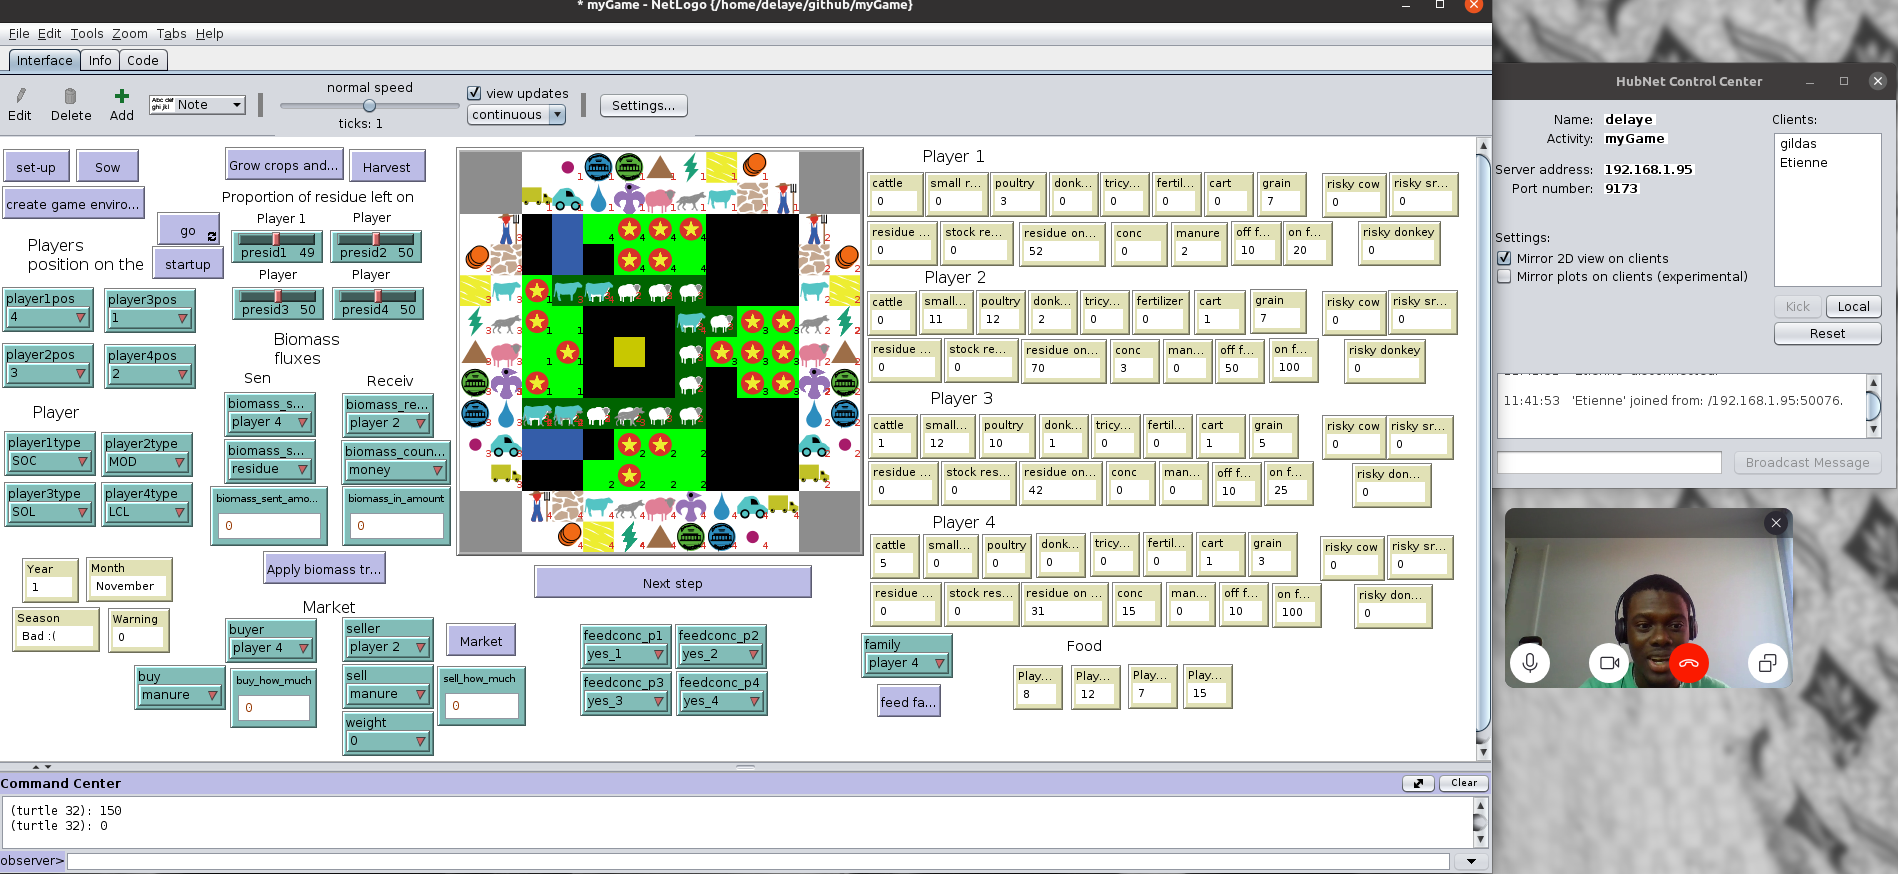 * myGame - NetLogo {/home/delaye/github/myGame}
File Edit Tools Zoom Tabs Help
Interface Info Code
Edit Delete Add
Abc def ghi jkl Note
normal speed
ticks: 1
view updates
continuous
Settings...
set-up Sow
create game enviro...
go
startup
Grow crops and... Harvest
Proportion of residue left on
Player 1 Player
presid1 49 presid2 50
Player Player
presid3 50 presid4 50
Players
position on the
player1pos 4
player3pos 1
player2pos 3
player4pos 2
Player
player1type SOC
player2type MOD
player3type SOL
player4type LCL
Biomass
fluxes
Sen Receiv
biomass_s... player 4
biomass_re... player 2
biomass_s... residue
biomass_coun... money
biomass_sent_amo... 0
biomass_in_amount 0
Apply biomass tr...
Year 1
Month November
Season Bad :(
Warning 0
Market
buyer player 4
seller player 2
Market
buy manure
buy_how_much 0
sell manure
sell_how_much 0
weight 0
Next step
feedconc_p1 yes_1
feedconc_p2 yes_2
feedconc_p3 yes_3
feedconc_p4 yes_4
family player 4
feed fa...
Food
Play... 8
Play... 12
Play... 7
Play... 15
Player 1
cattle 0 small r... 0 poultry 3 donk... 0 tricy... 0 fertil... 0 cart 0 grain 7 risky cow 0 risky sr... 0
residue ... 0 stock re... 0 residue on... 52 conc 0 manure 2 off f... 10 on f... 20 risky donkey 0
Player 2
cattle 0 small... 11 poultry 12 donk... 2 tricy... 0 fertilizer 0 cart 1 grain 7 risky cow 0 risky sr... 0
residue ... 0 stock re... 0 residue on... 70 conc 3 man... 0 off f... 50 on f... 100 risky donkey 0
Player 3
cattle 1 small... 12 poultry 10 donk... 1 tricy... 0 fertil... 0 cart 1 grain 5 risky cow 0 risky sr... 0
residue ... 0 stock res... 0 residue on... 42 conc 0 man... 0 off f... 10 on f... 25 risky don... 0
Player 4
cattle 5 small... 0 poultry 0 donk... 0 tricy... 0 fertil... 0 cart 1 grain 3 risky cow 0 risky sr... 0
residue ... 0 stock res... 0 residue on ... 31 conc 15 man... 0 off f... 10 on f... 100 risky don... 0
Command Center
Clear
(turtle 32): 150
(turtle 32): 0
observer>
HubNet Control Center
Name: delaye
Activity: myGame
Server address: 192.168.1.95
Port number: 9173
Settings:
Mirror 2D view on clients
Mirror plots on clients (experimental)
Clients:
gildas
Etienne
Kick Local
Reset
11:41:53 'Etienne' joined from: /192.168.1.95:50076.
Broadcast Message